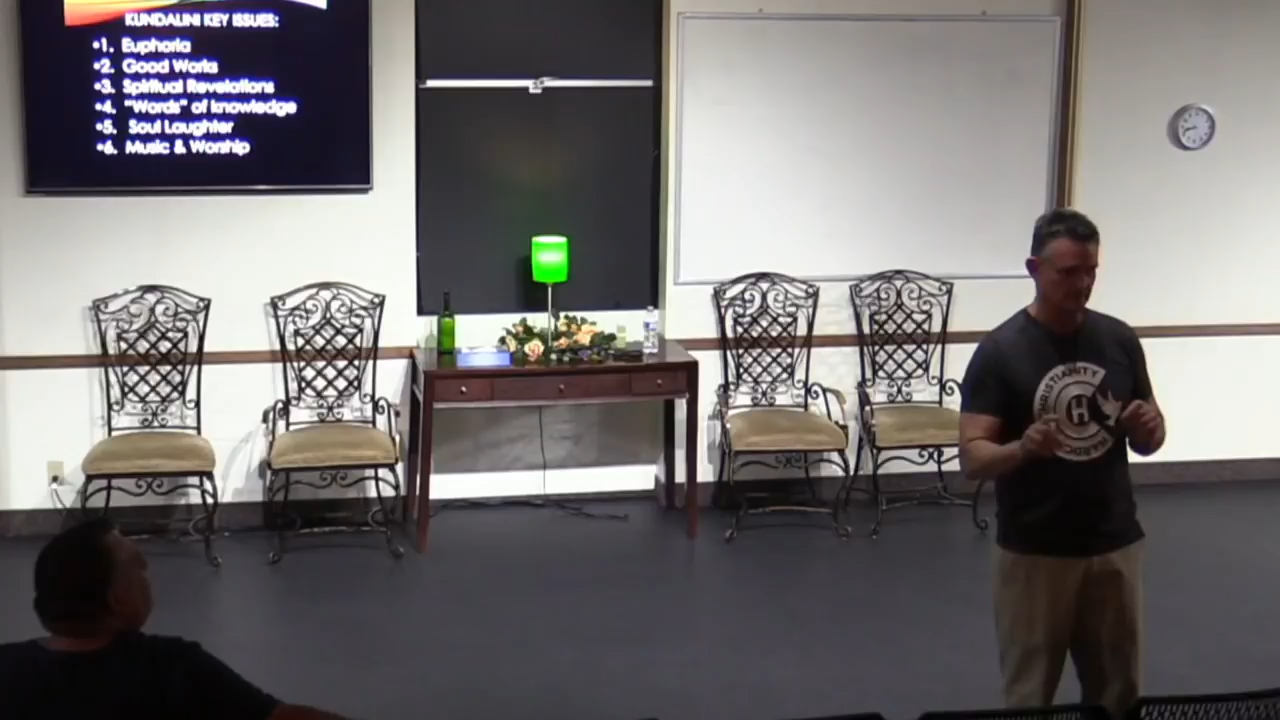 KUNDALINI KEY ISSUES:
•1. Euphoria
•2. Good Works
•3. Spiritual Revelations
•4. "Words" of knowledge
•5. Soul Laughter
•6. Music & Worship
CHRISTIANITY
H